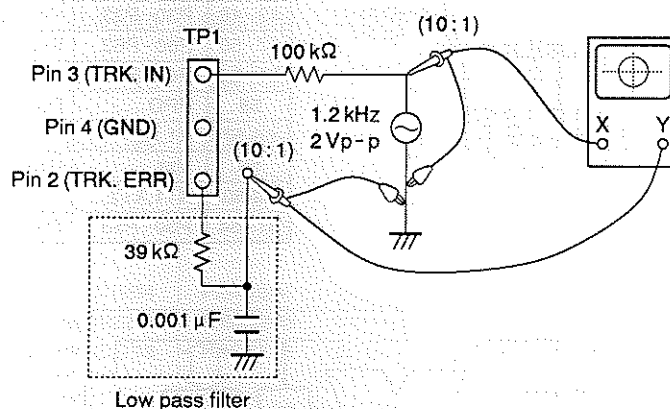 TP1
(10 : 1)
100 kΩ
Pin 3 (TRK. IN)
1.2 kHz
2 Vp-p
Pin 4 (GND)
(10 : 1)
X
Y
Pin 2 (TRK. ERR)
39 kΩ
0.001 μF
Low pass filter